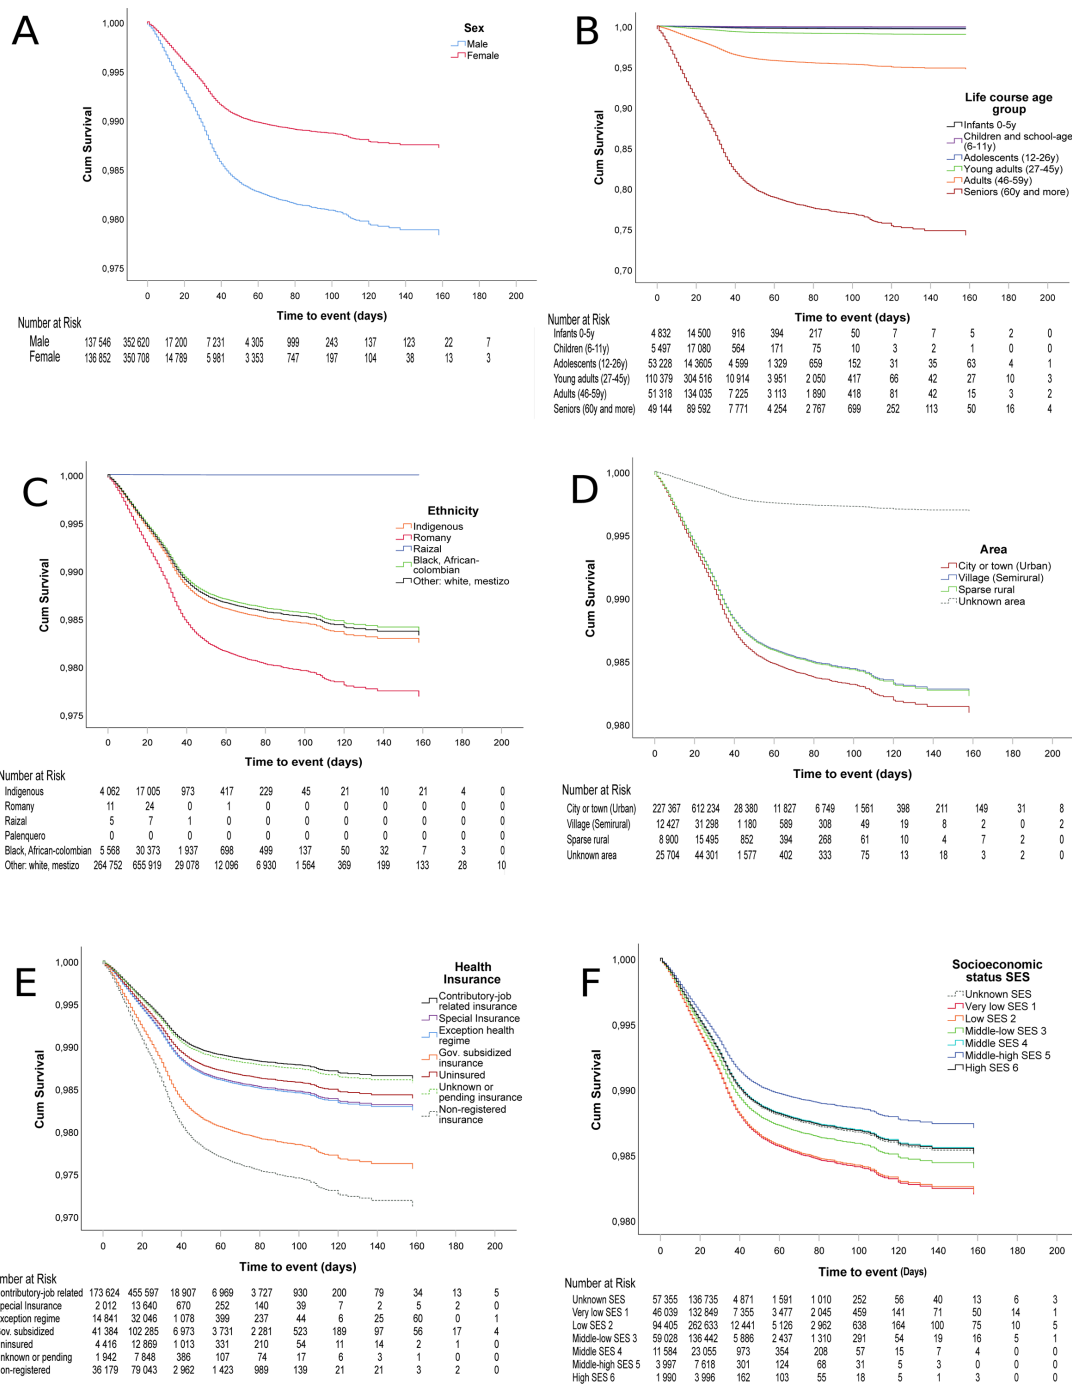 A
Sex
Male
Female
1,000
0,995
0,990
0,985
0,980
0,975
Cum Survival
0 20 40 60 80 100 120 140 160 180 200
Time to event (days)
Number at Risk
Male 137 546 352 620 17 200 7 231 4 305 999 243 137 123 22 7
Female 136 852 350 708 14 789 5 981 3 353 747 197 104 38 13 3
B
Life course age
group
Infants 0-5y
Children and school-age
(6-11y)
Adolescents (12-26y)
Young adults (27-45y)
Adults (46-59y)
Seniors (60y and more)
1,00
0,95
0,90
0,85
0,80
0,75
0,70
Cum Survival
0 20 40 60 80 100 120 140 160 180 200
Time to event (days)
Number at Risk
Infants 0-5y 4 832 14 500 916 394 217 50 7 7 5 2 0
Children (6-11y) 5 497 17 080 564 171 75 10 3 2 1 0 0
Adolescents (12-26y) 53 228 14 3605 4 599 1 329 659 152 31 35 63 4 1
Young adults (27-45y) 110 379 304 516 10 914 3 951 2 050 417 66 42 27 10 3
Adults (46-59y) 51 318 134 035 7 225 3 113 1 890 418 81 42 15 3 2
Seniors (60y and more) 49 144 89 592 7 771 4 254 2 767 699 252 113 50 16 4
C
Ethnicity
Indigenous
Romany
Raizal
Black, African-
colombian
Other: white, mestizo
1,000
0,995
0,990
0,985
0,980
0,975
Cum Survival
0 20 40 60 80 100 120 140 160 180 200
Time to event (days)
Number at Risk
Indigenous 4 062 17 005 973 417 229 45 21 10 21 4 0
Romany 11 24 0 1 0 0 0 0 0 0 0
Raizal 5 7 1 0 0 0 0 0 0 0 0
Palenquero 0 0 0 0 0 0 0 0 0 0 0
Black, African-colombian 5 568 30 373 1 937 698 499 137 50 32 7 3 0
Other: white, mestizo 264 752 655 919 29 078 12 096 6 930 1 564 369 199 133 28 10
D
Area
City or town (Urban)
Village (Semirural)
Sparse rural
Unknown area
1,000
0,995
0,990
0,985
0,980
Cum Survival
0 20 40 60 80 100 120 140 160 180 200
Time to event (days)
Number at Risk
City or town (Urban) 227 367 612 234 28 380 11 827 6 749 1 561 398 211 149 31 8
Village (Semirural) 12 427 31 298 1 180 589 308 49 19 8 2 0 2
Sparse rural 8 900 15 495 852 394 268 61 10 4 7 2 0
Unknown area 25 704 44 301 1 577 402 333 75 13 18 3 2 0
E
Health
Insurance
Contributory-job
related insurance
Special Insurance
Exception health
regime
Gov. subsidized
insurance
Uninsured
Unknown or
pending insurance
Non-registered
insurance
1,000
0,995
0,990
0,985
0,980
0,975
0,970
Cum Survival
0 20 40 60 80 100 120 140 160 180 200
Time to event (days)
mber at Risk
ontributory-job related 173 624 455 597 18 907 6 969 3 727 930 200 79 34 13 5
pecial Insurance 2 012 13 640 670 252 140 39 7 2 5 2 0
xception regime 14 841 32 046 1 078 399 237 44 6 25 60 0 1
ov. subsidized 41 384 102 285 6 973 3 731 2 281 523 189 97 56 17 4
ninsured 4 416 12 869 1 013 331 210 54 11 14 2 1 0
nknown or pending 1 942 7 848 386 107 74 17 6 3 1 0 0
on-registered 36 179 79 043 2 962 1 423 989 139 21 21 3 2 0
F
Socioeconomic
status SES
Unknown SES
Very low SES 1
Low SES 2
Middle-low SES 3
Middle SES 4
Middle-high SES 5
High SES 6
1,000
0,995
0,990
0,985
0,980
Cum Survival
0 20 40 60 80 100 120 140 160 180 200
Time to event (Days)
Number at Risk
Unknown SES 57 355 136 735 4 871 1 591 1 010 252 56 40 13 6 3
Very low SES 1 46 039 132 849 7 355 3 477 2 045 459 141 71 50 14 1
Low SES 2 94 405 262 633 12 441 5 126 2 962 638 164 100 75 10 5
Middle-low SES 3 59 028 136 442 5 886 2 437 1 310 291 54 19 16 5 1
Middle SES 4 11 584 23 055 973 354 208 57 15 7 4 0 0
Middle-high SES 5 3 997 7 618 301 124 68 31 5 3 0 0 0
High SES 6 1 990 3 996 162 103 55 18 5 1 3 0 0